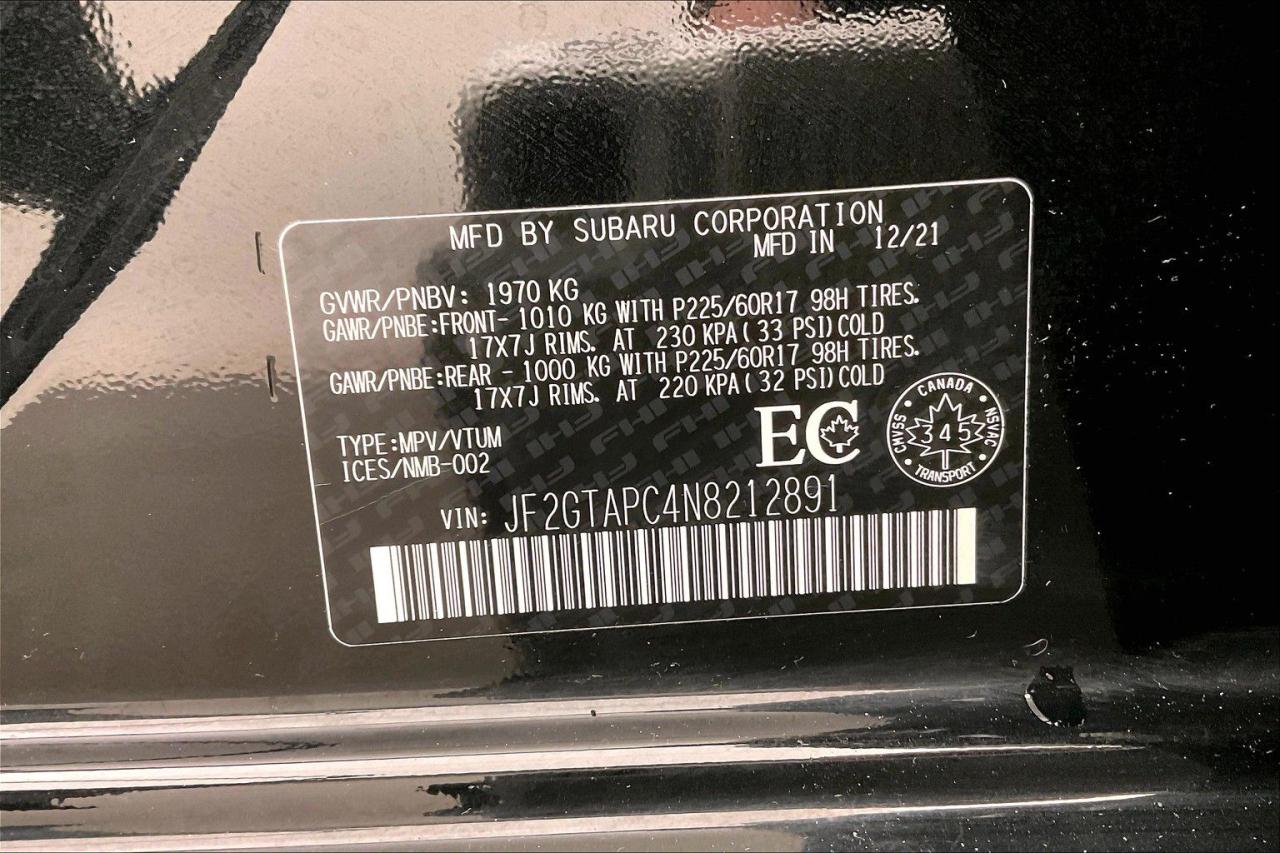 MFD BY SUBARU CORPORATION
MFD IN 12/21
GVWR/PNBV: 1970 KG
GAWR/PNBE:FRONT- 1010 KG WITH P225/60R17 98H TIRES.
17X7J RIMS. AT 230 KPA(33 PSI)COLD
GAWR/PNBE:REAR - 1000 KG WITH P225/60R17 98H TIRES.
17X7J RIMS. AT 220 KPA(32 PSI)COLD
TYPE:MPV/VTUM
ICES/NMB-002
EC
CANADA
CMVSS
345
NSVAC
TRANSPORT
VIN: JF2GTAPC4N8212891